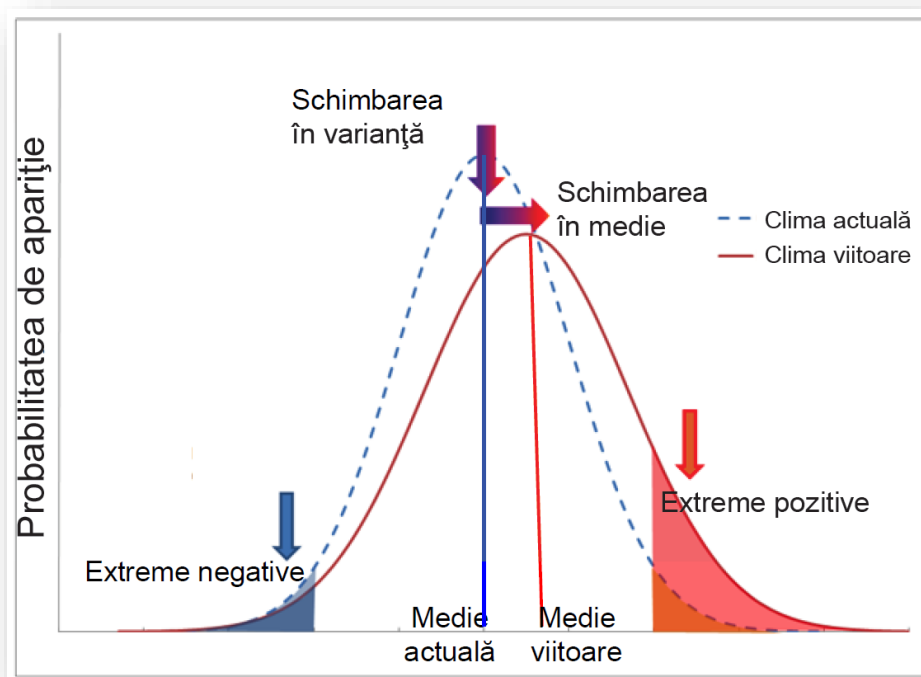 Schimbarea
în varianţă
Schimbarea
în medie
Clima actuală
Clima viitoare
Probabilitatea de apariţie
Extreme pozitive
Extreme negative
Medie
actuală
Medie
viitoare